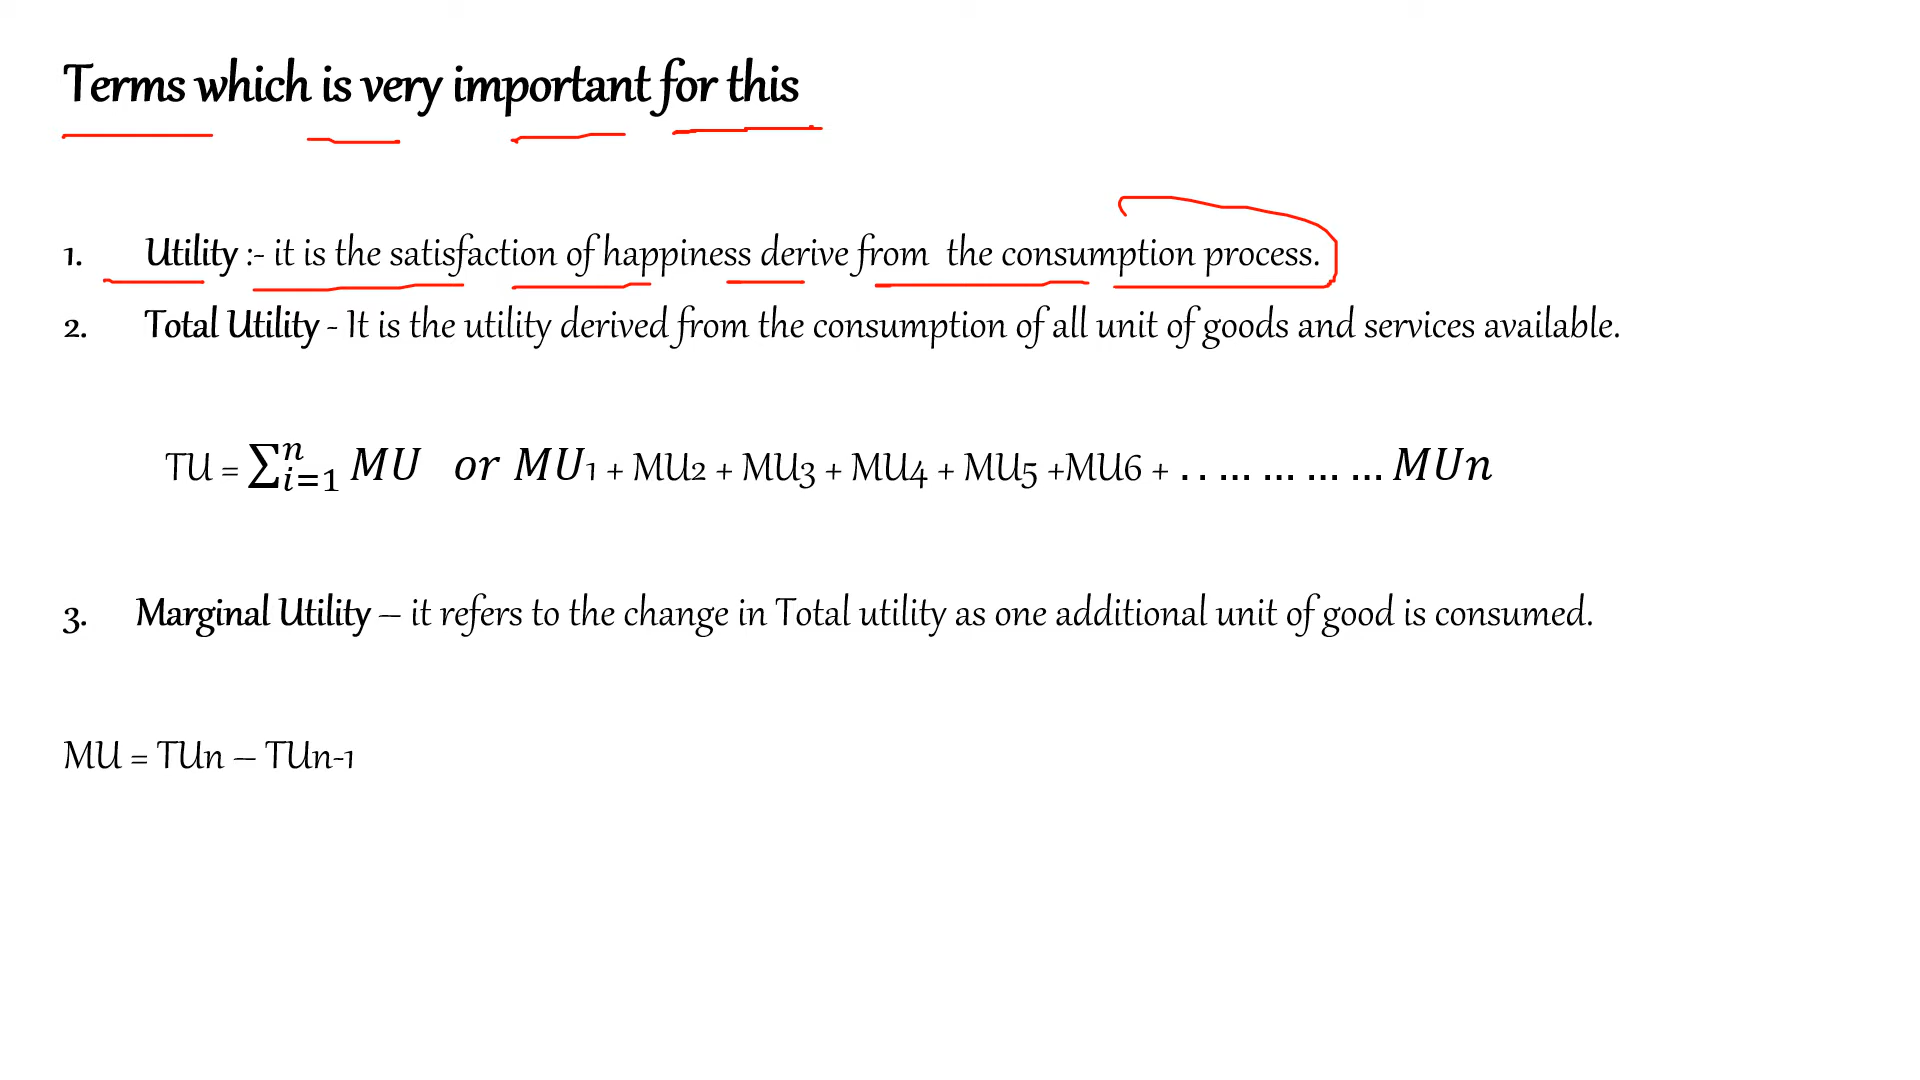 Terms which is very important for this
1. Utility :- it is the satisfaction of happiness derive from the consumption process.
2. Total Utility - It is the utility derived from the consumption of all unit of goods and services available.
TU = ∑ⁿᵢ₌₁ MU or MU1 + MU2 + MU3 + MU4 + MU5 +MU6 + . . … … … … MUn
3. Marginal Utility – it refers to the change in Total utility as one additional unit of good is consumed.
MU = TUn – TUn-1